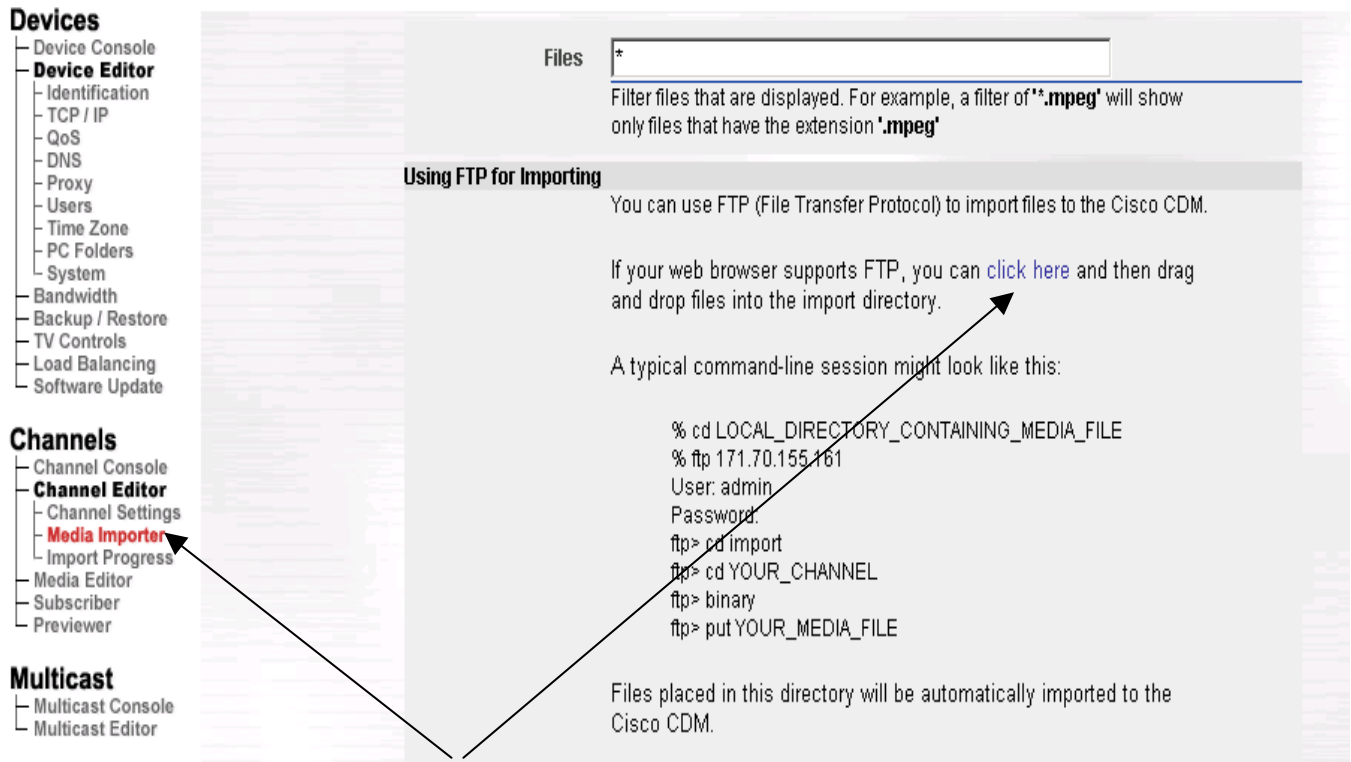 Devices
Device Console
Device Editor
Identification
TCP / IP
QoS
DNS
Proxy
Users
Time Zone
PC Folders
System
Bandwidth
Backup / Restore
TV Controls
Load Balancing
Software Update
Channels
Channel Console
Channel Editor
Channel Settings
Media Importer
Import Progress
Media Editor
Subscriber
Previewer
Multicast
Multicast Console
Multicast Editor
Files
*
Filter files that are displayed. For example, a filter of '*.mpeg' will show
only files that have the extension '.mpeg'
Using FTP for Importing
You can use FTP (File Transfer Protocol) to import files to the Cisco CDM.
If your web browser supports FTP, you can click here and then drag
and drop files into the import directory.
A typical command-line session might look like this:
% cd LOCAL_DIRECTORY_CONTAINING_MEDIA_FILE
% ftp 171.70.155.161
User: admin
Password:
ftp> cd import
ftp> cd YOUR_CHANNEL
ftp> binary
ftp> put YOUR_MEDIA_FILE
Files placed in this directory will be automatically imported to the
Cisco CDM.